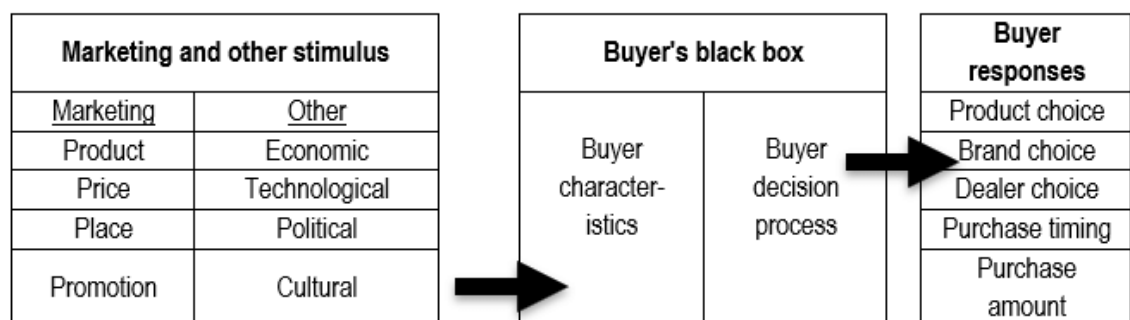 Marketing and other stimulus
Marketing Other
Product Economic
Price Technological
Place Political
Promotion Cultural
Buyer's black box
Buyer
character-
istics
Buyer
decision
process
Buyer
responses
Product choice
Brand choice
Dealer choice
Purchase timing
Purchase
amount